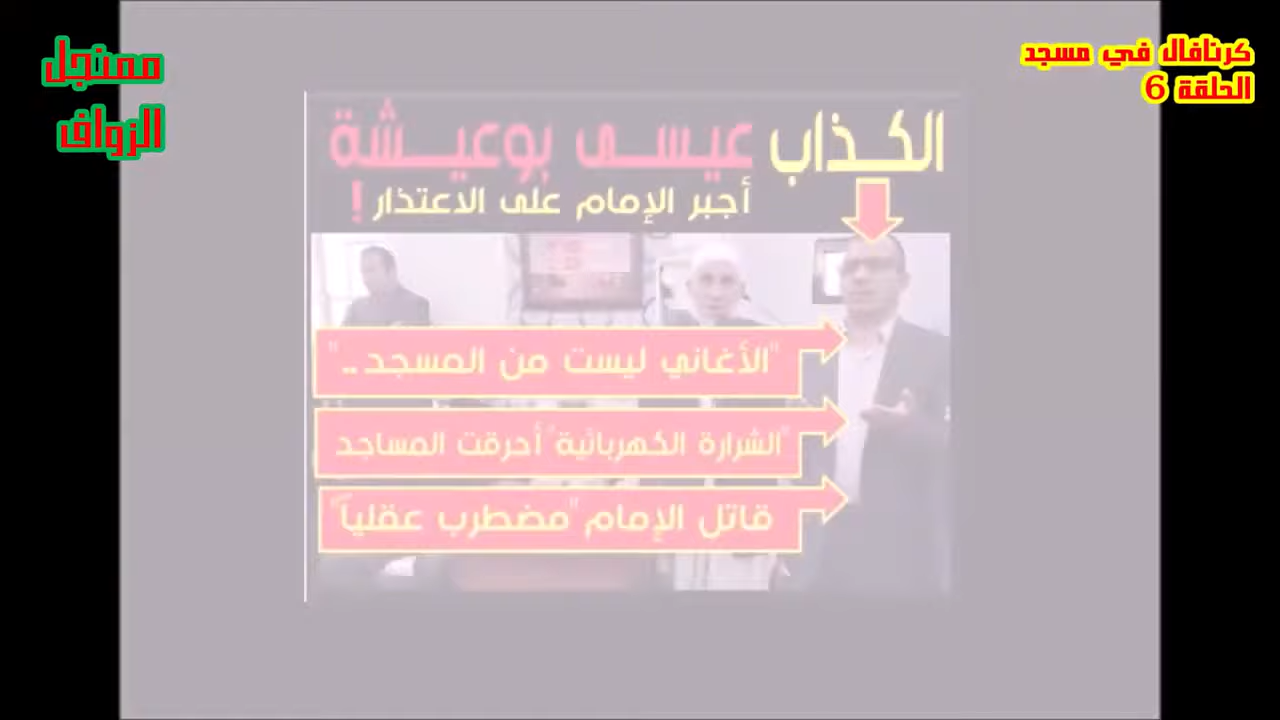 كرنافال في مسجد
الحلقة 6
ممنجل
الزواف
الكذاب عيسى بوعيشة
أجبر الإمام على الاعتذار !
"الأغاني ليست من المسجد .. "
"الشرارة الكهربائية" أحرقت المساجد
قاتل الإمام "مضطرب عقلياً"